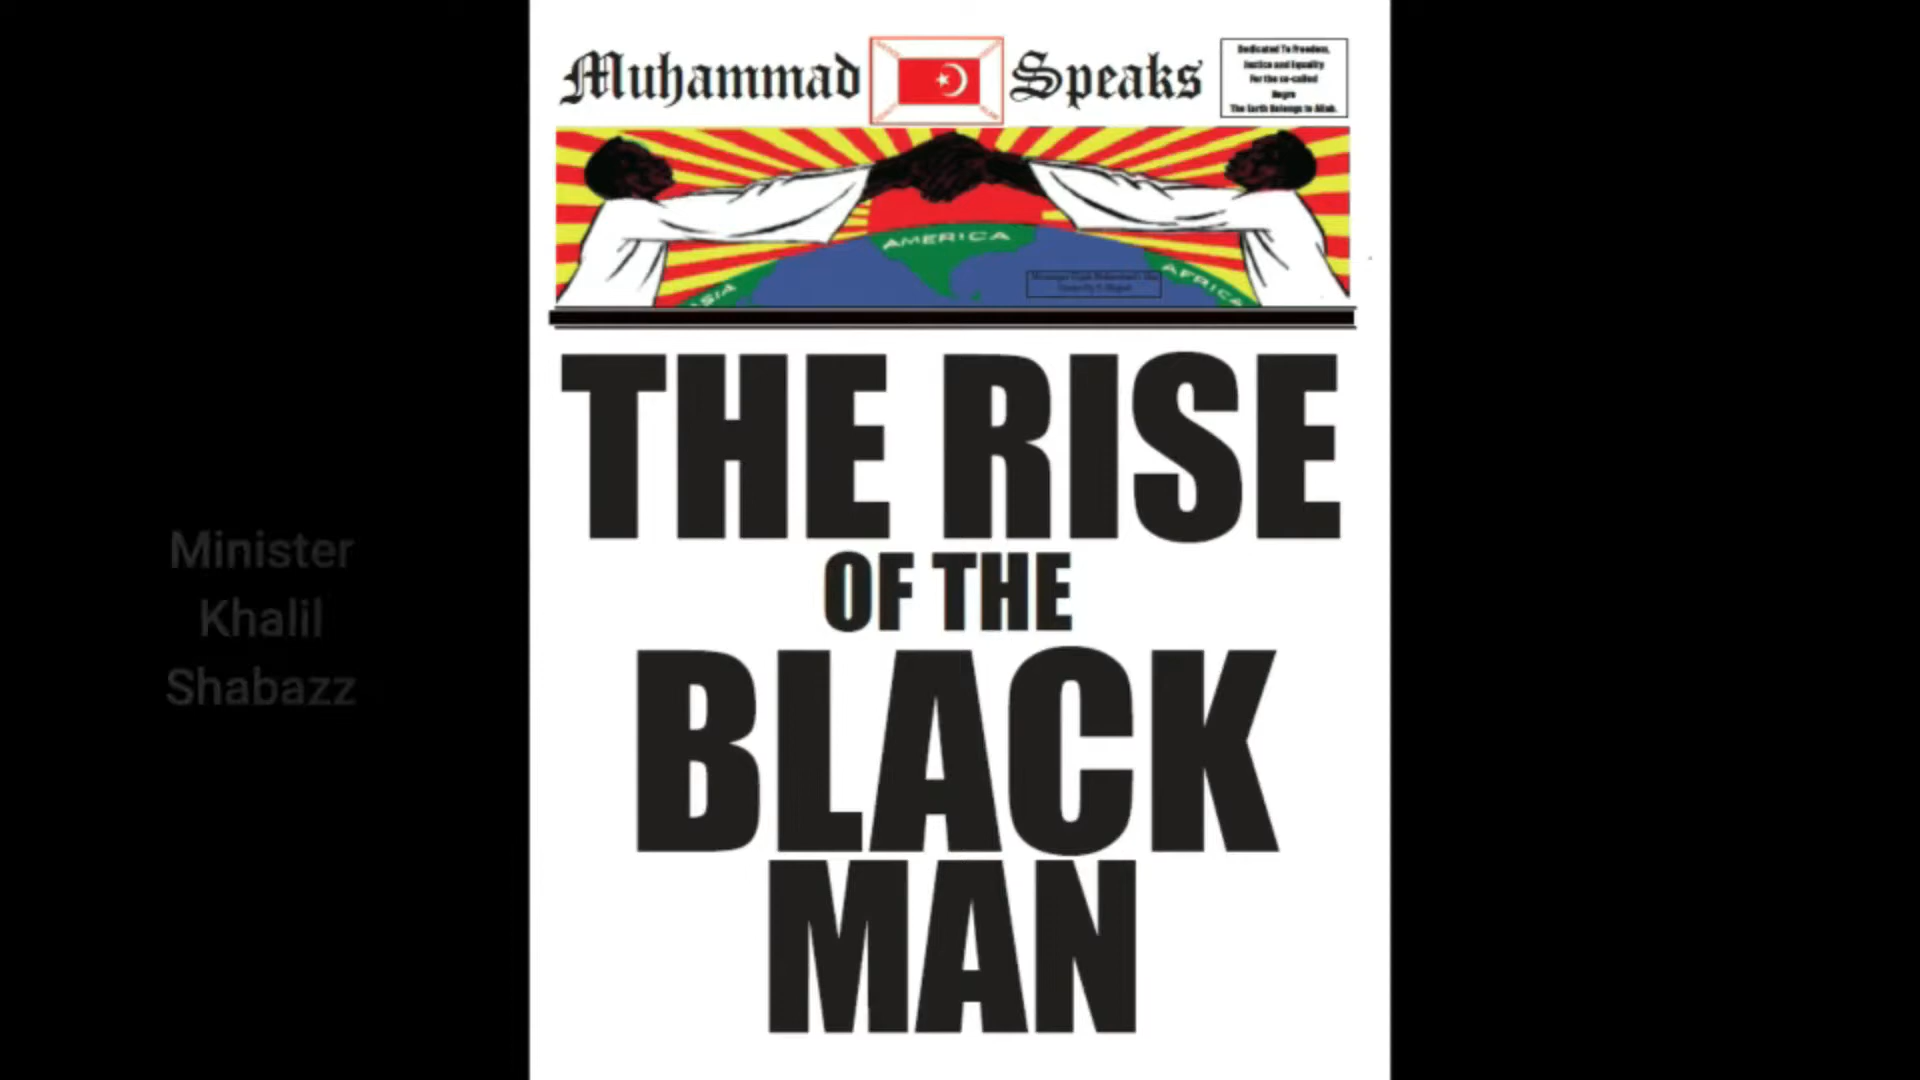 Muhammad Speaks
Dedicated To Freedom,
Justice and Equality
For the so-called
Negro
The Earth Belongs to Allah.
AMERICA
ASIA
AFRICA
THE RISE
OF THE
BLACK
MAN
Minister
Khalil
Shabazz